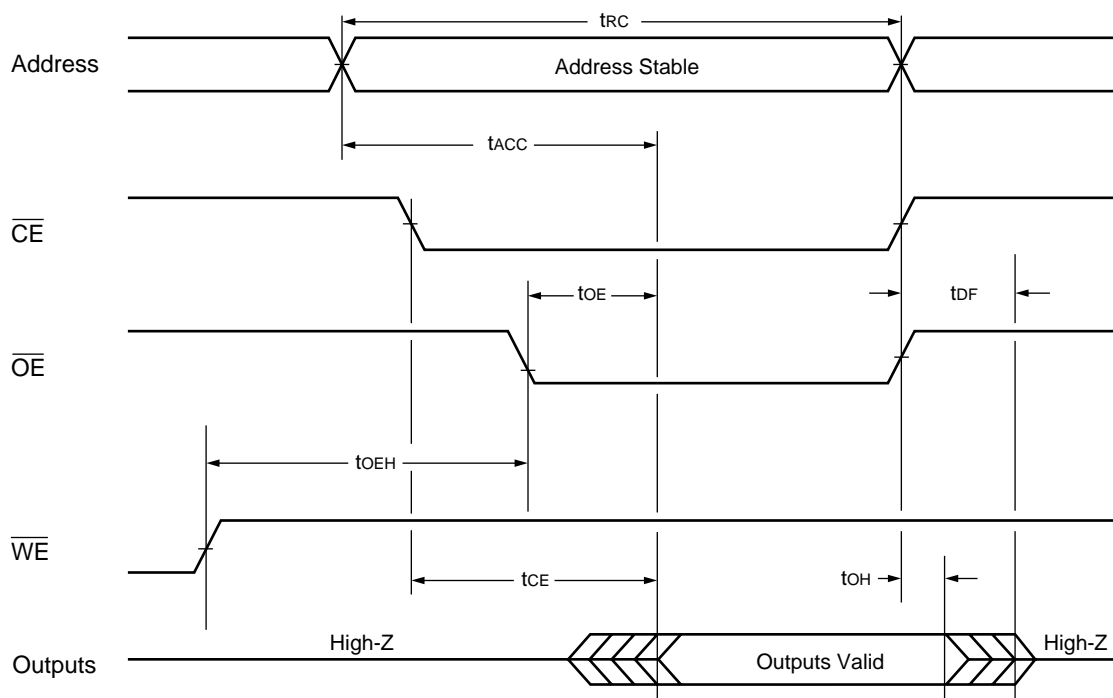 tRC
Address
Address Stable
tACC
CE
tOE
tDF
OE
tOEH
WE
tCE
tOH
High-Z
High-Z
Outputs
Outputs Valid